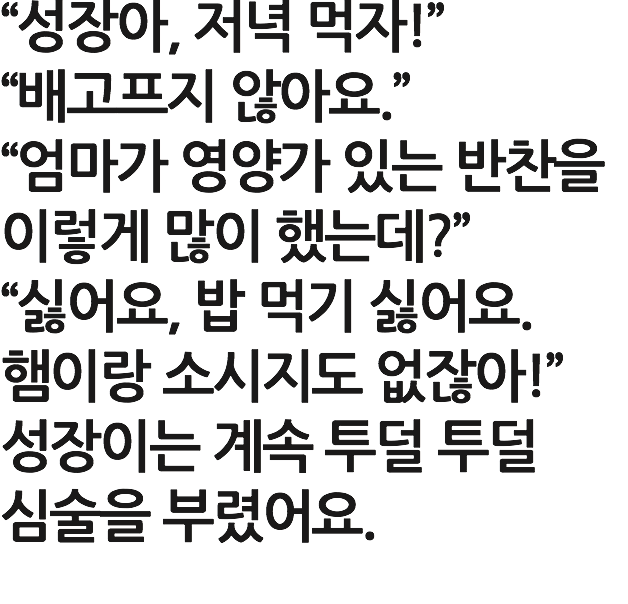 “성장아, 저녁 먹자!”
“배고프지 않아요.”
“엄마가 영양가 있는 반찬을
이렇게 많이 했는데?”
“싫어요, 밥 먹기 싫어요.
햄이랑 소시지도 없잖아!”
성장이는 계속 투덜 투덜
심술을 부렸어요.